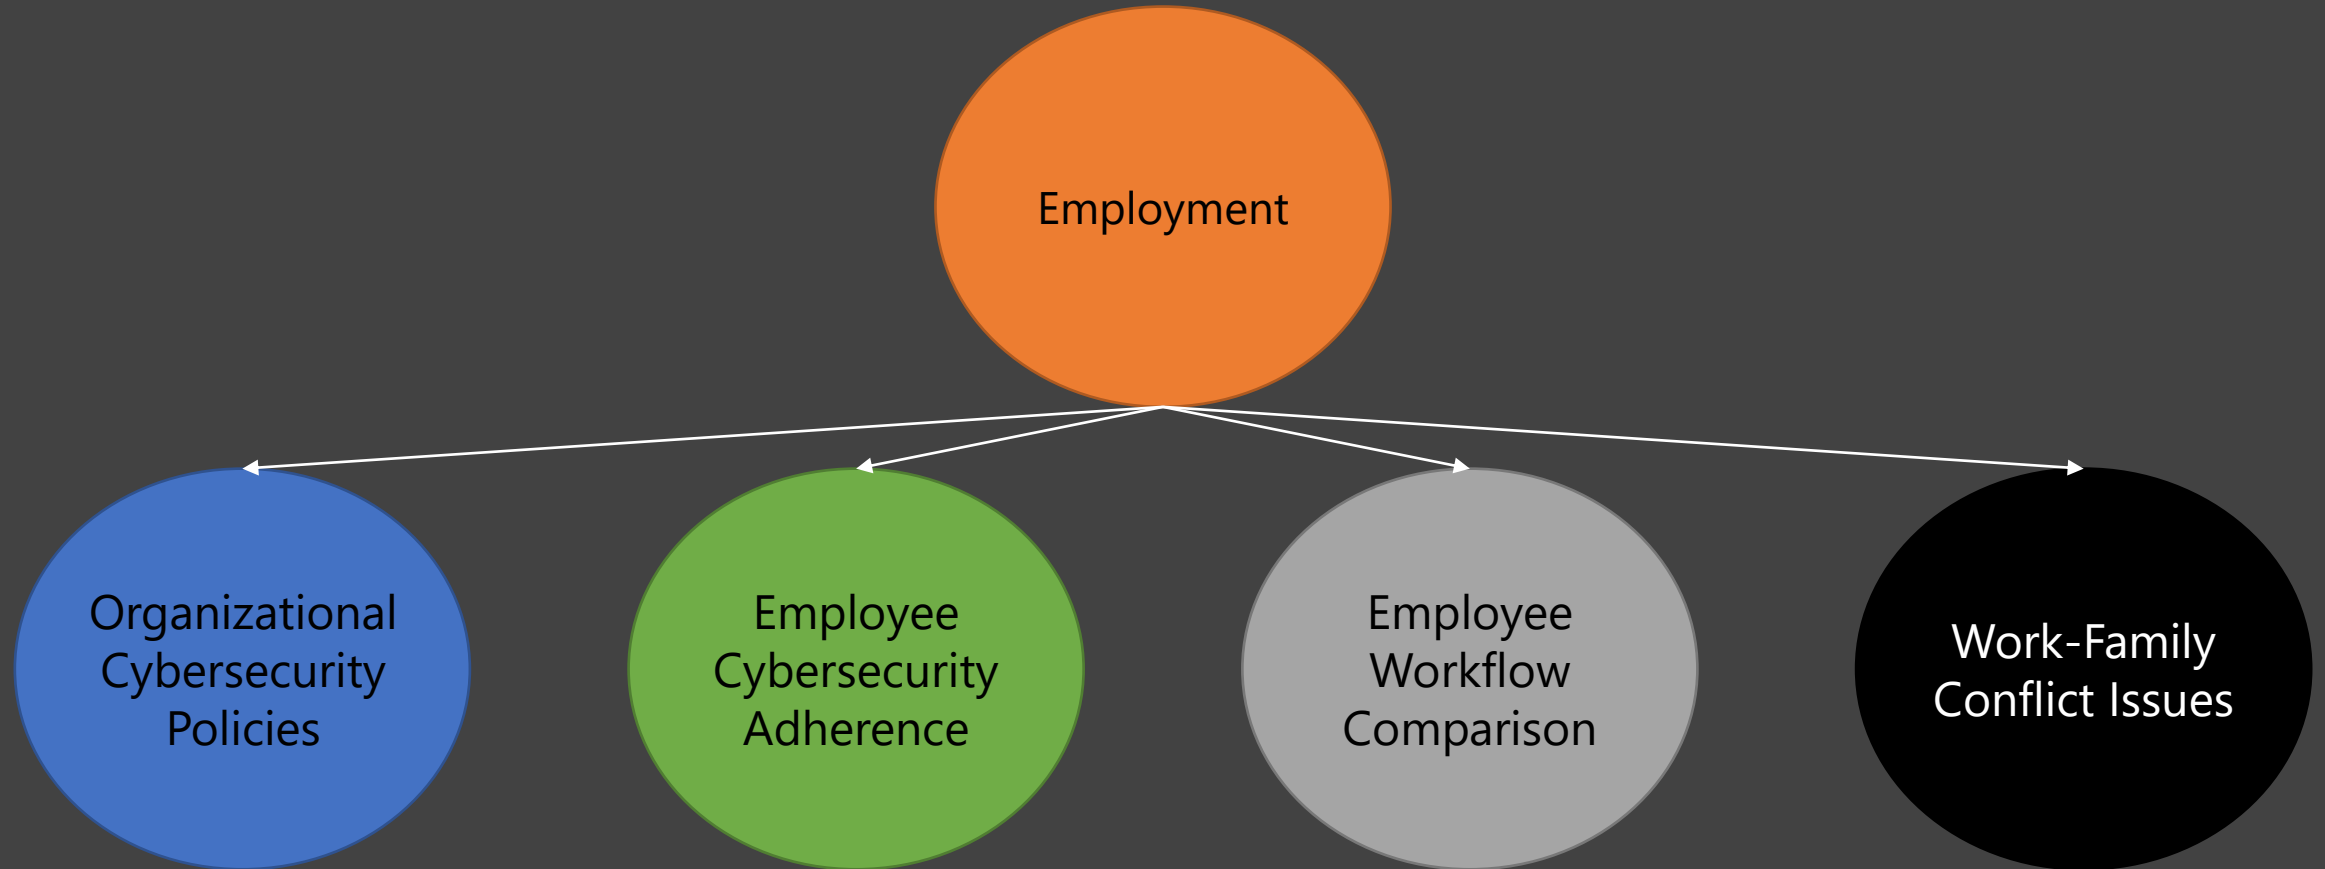 Employment
Organizational
Cybersecurity
Policies
Employee
Cybersecurity
Adherence
Employee
Workflow
Comparison
Work-Family
Conflict Issues